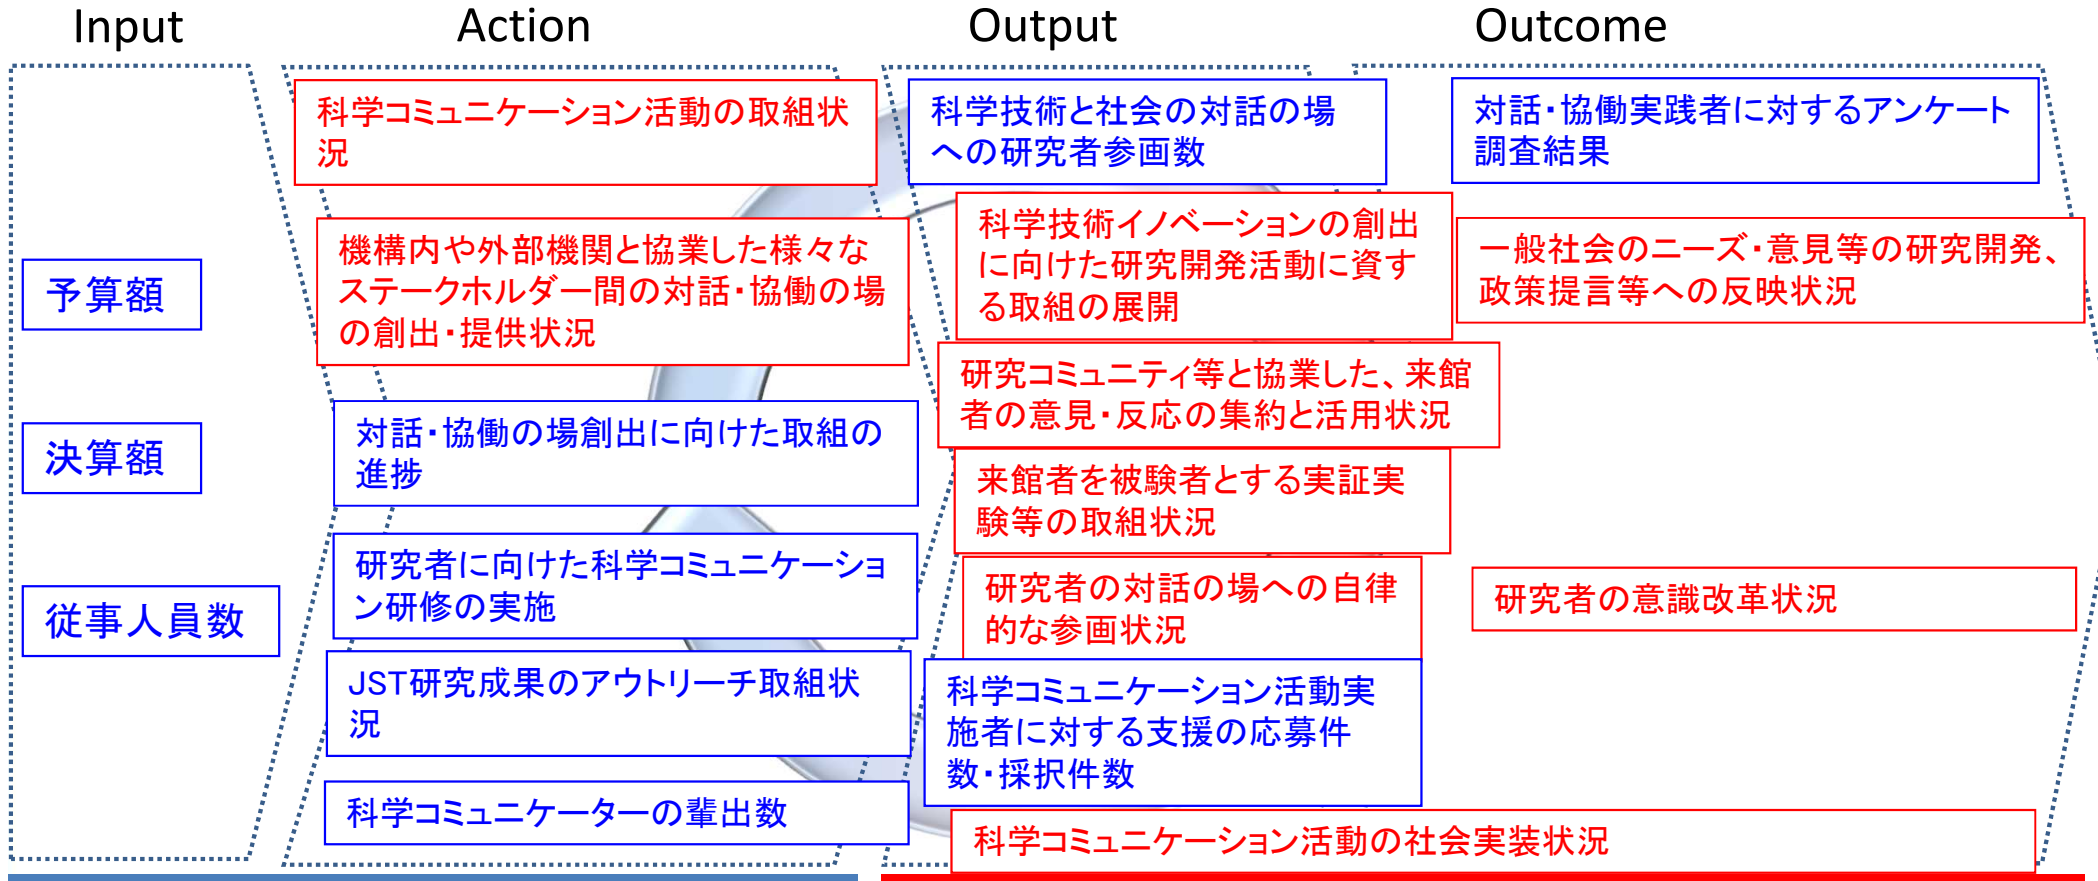 Input
Action
Output
Outcome
予算額
決算額
従事人員数
科学コミュニケーション活動の取組状
況
機構内や外部機関と協業した様々な
ステークホルダー間の対話・協働の場
の創出・提供状況
対話・協働の場創出に向けた取組の
進捗
研究者に向けた科学コミュニケーショ
ン研修の実施
JST研究成果のアウトリーチ取組状
況
科学コミュニケーターの輩出数
科学技術と社会の対話の場
への研究者参画数
科学技術イノベーションの創出
に向けた研究開発活動に資す
る取組の展開
研究コミュニティ等と協業した、来館
者の意見・反応の集約と活用状況
来館者を被験者とする実証実
験等の取組状況
研究者の対話の場への自律
的な参画状況
科学コミュニケーション活動実
施者に対する支援の応募件
数・採択件数
科学コミュニケーション活動の社会実装状況
対話・協働実践者に対するアンケート
調査結果
一般社会のニーズ・意見等の研究開発、
政策提言等への反映状況
研究者の意識改革状況